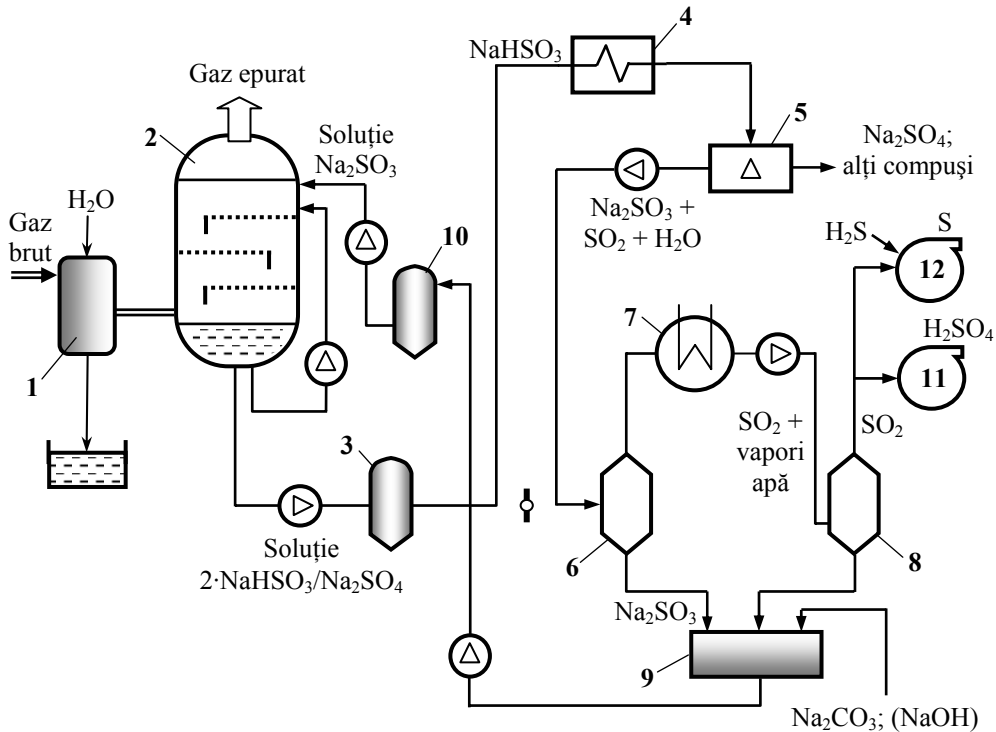 4
NaHSO₃
Gaz epurat
5
2
Soluție
Na₂SO₃
Na₂SO₄;
alți compuși
H₂O
Na₂SO₃ +
SO₂ + H₂O
Gaz
brut
10
H₂S
S
12
7
H₂SO₄
11
1
SO₂ +
vapori
apă
SO₂
3
Soluție
2·NaHSO₃/Na₂SO₄
6
8
Na₂SO₃
9
Na₂CO₃; (NaOH)